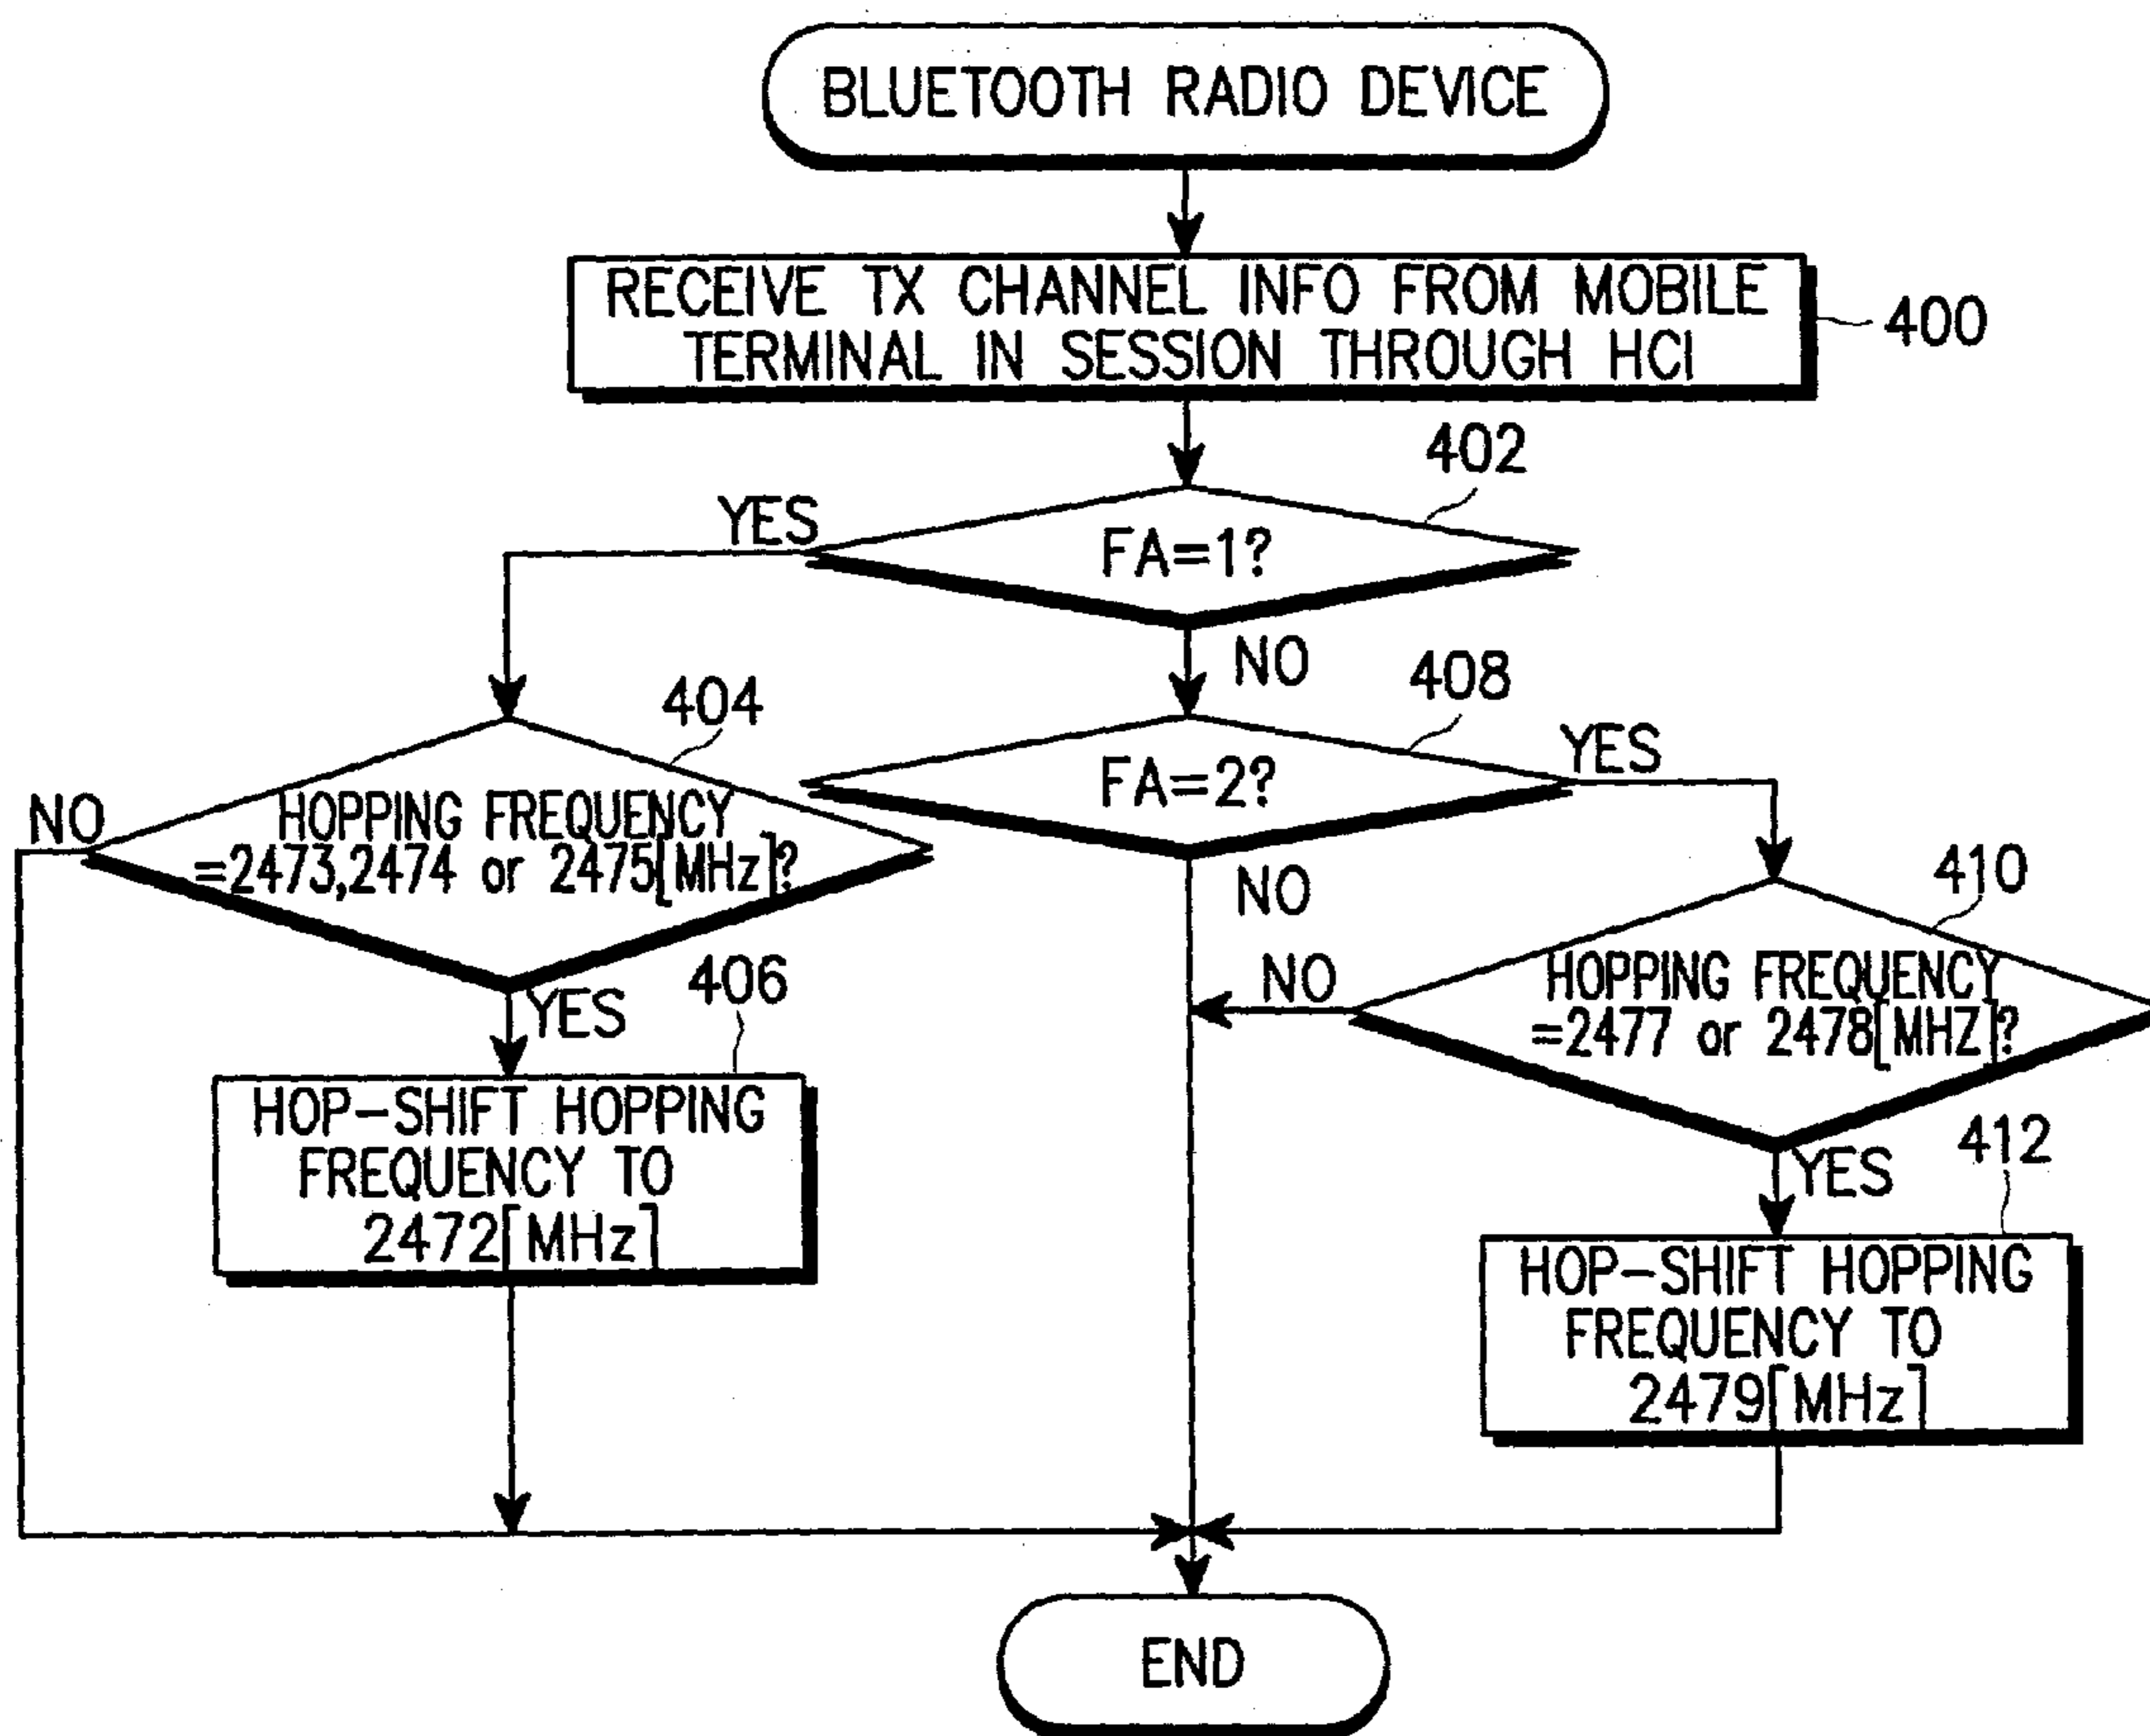 BLUETOOTH RADIO DEVICE
RECEIVE TX CHANNEL INFO FROM MOBILE
TERMINAL IN SESSION THROUGH HCI
400
402
YES
FA=1?
NO
408
404
YES
FA=2?
NO
HOPPING FREQUENCY
=2473,2474 or 2475[MHz]?
NO
410
406
YES
NO
HOPPING FREQUENCY
=2477 or 2478[MHZ]?
HOP-SHIFT HOPPING
FREQUENCY TO
2472[MHz]
412
YES
HOP-SHIFT HOPPING
FREQUENCY TO
2479[MHz]
END